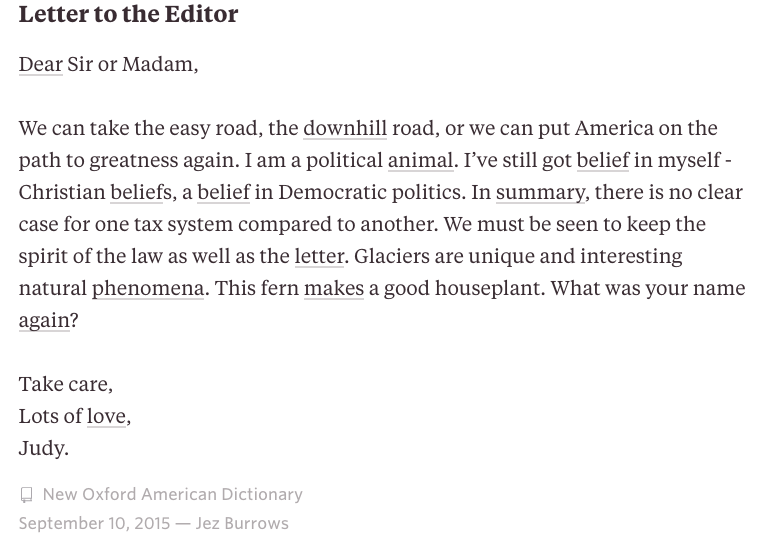 Letter to the Editor
Dear Sir or Madam,
We can take the easy road, the downhill road, or we can put America on the
path to greatness again. I am a political animal. I’ve still got belief in myself -
Christian beliefs, a belief in Democratic politics. In summary, there is no clear
case for one tax system compared to another. We must be seen to keep the
spirit of the law as well as the letter. Glaciers are unique and interesting
natural phenomena. This fern makes a good houseplant. What was your name
again?
Take care,
Lots of love,
Judy.
New Oxford American Dictionary
September 10, 2015 — Jez Burrows